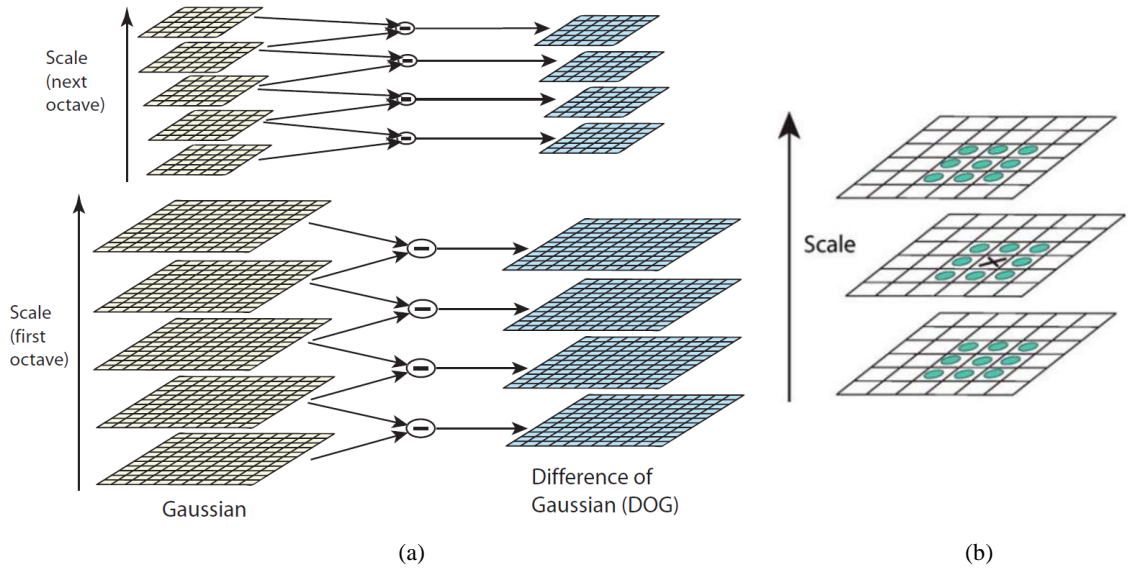 Scale
(next
octave)
Scale
(first
octave)
Gaussian
Difference of
Gaussian (DOG)
(a)
Scale
(b)